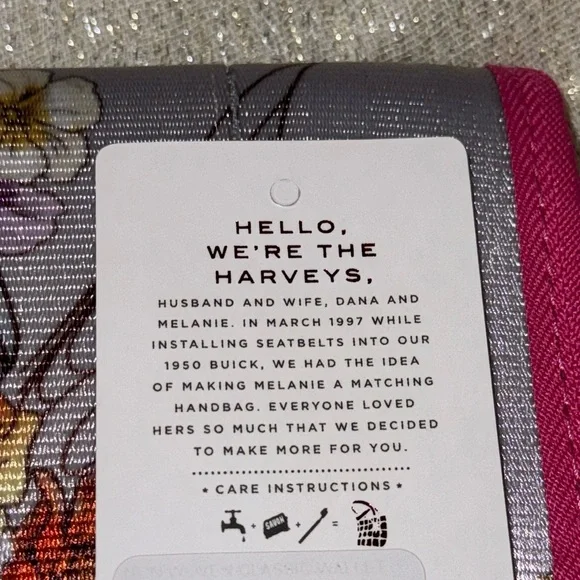 HELLO,
WE'RE THE
HARVEYS,
HUSBAND AND WIFE, DANA AND
MELANIE. IN MARCH 1997 WHILE
INSTALLING SEATBELTS INTO OUR
1950 BUICK, WE HAD THE IDEA
OF MAKING MELANIE A MATCHING
HANDBAG. EVERYONE LOVED
HERS SO MUCH THAT WE DECIDED
TO MAKE MORE FOR YOU.
★ CARE INSTRUCTIONS ★
+ SAVON + =